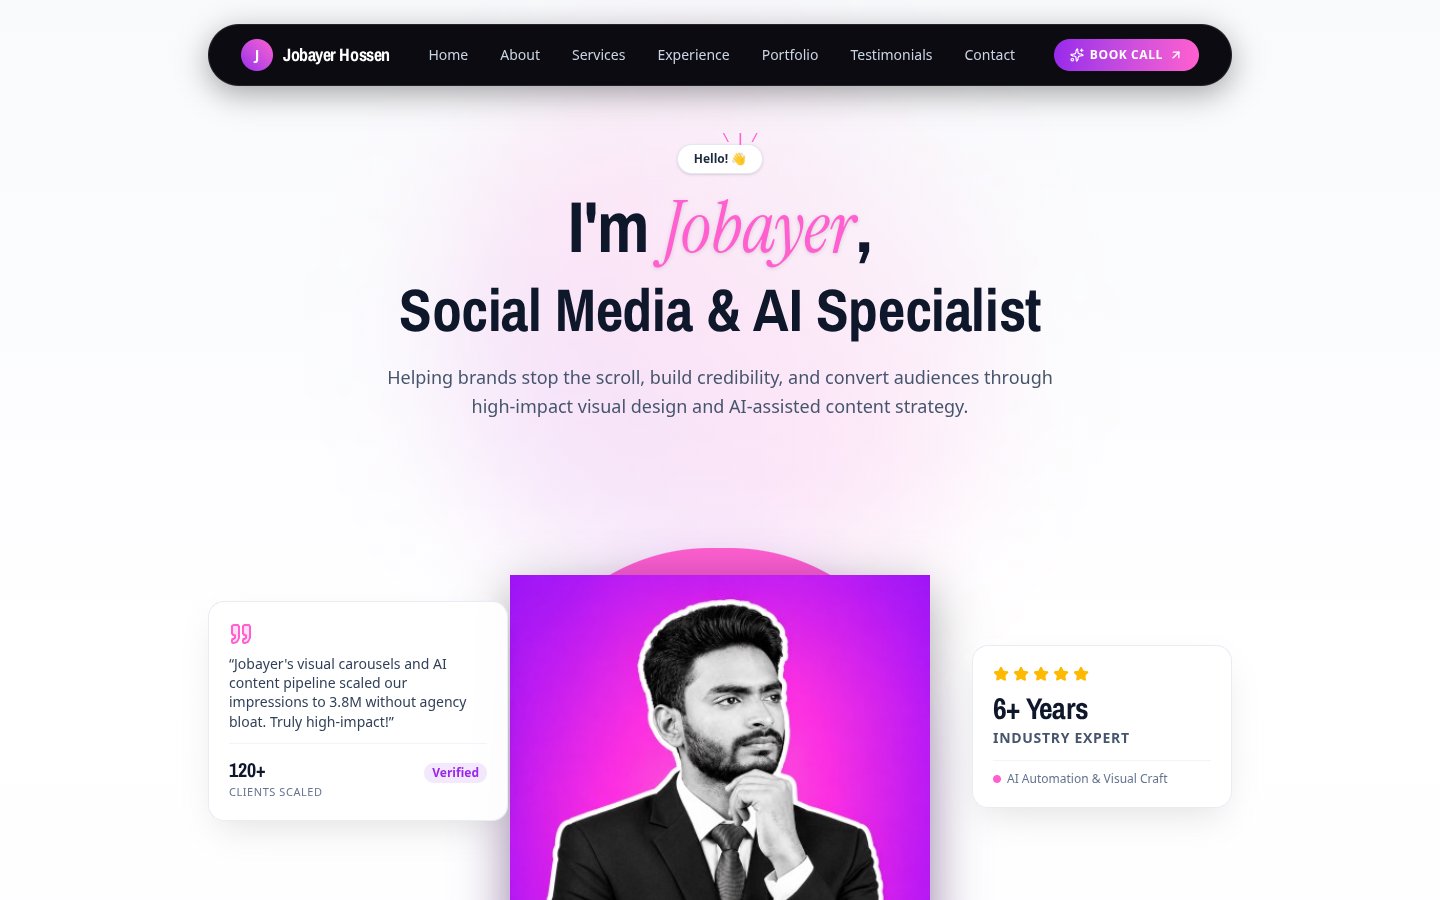 J Jobayer Hossen Home About Services Experience Portfolio Testimonials Contact BOOK CALL
Hello! 👋
I'm Jobayer,
Social Media & AI Specialist
Helping brands stop the scroll, build credibility, and convert audiences through
high-impact visual design and AI-assisted content strategy.
“Jobayer's visual carousels and AI
content pipeline scaled our
impressions to 3.8M without agency
bloat. Truly high-impact!”
120+
CLIENTS SCALED
Verified
6+ Years
INDUSTRY EXPERT
AI Automation & Visual Craft